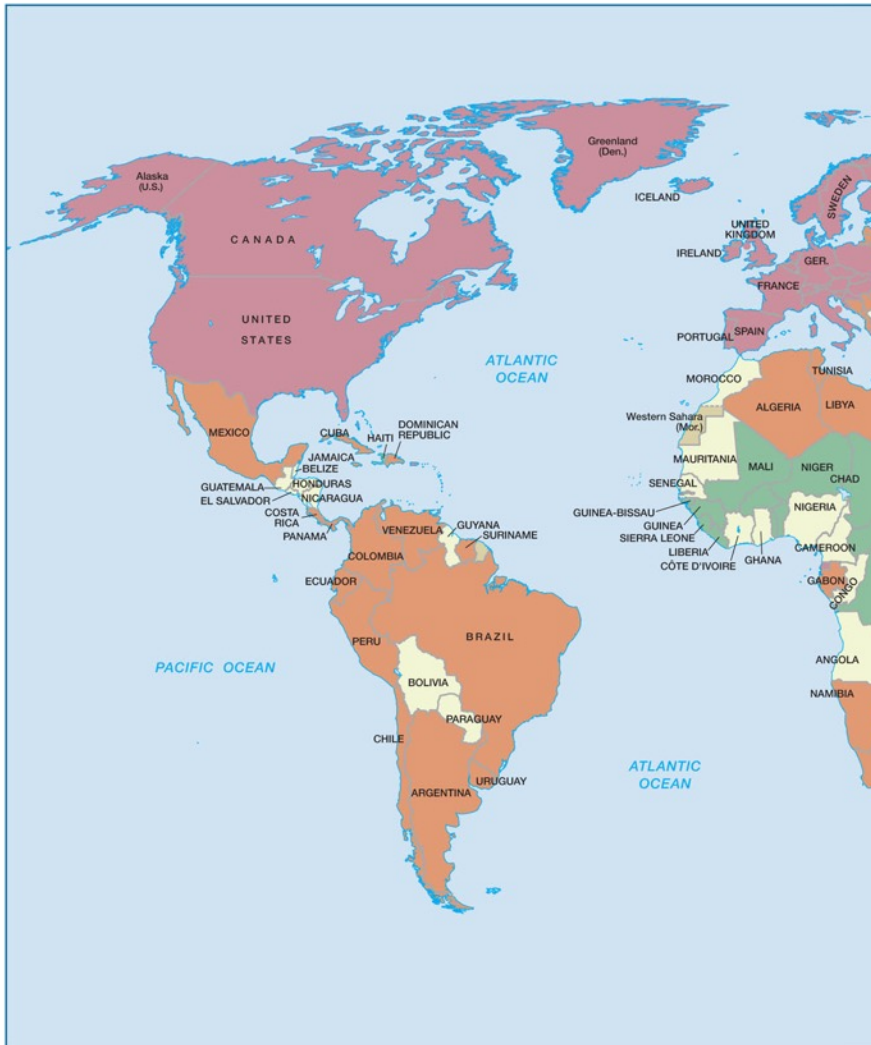 Greenland
(Den.)
Alaska
(U.S.)
ICELAND
SWEDEN
UNITED
KINGDOM
CANADA
IRELAND
GER.
FRANCE
UNITED
STATES
PORTUGAL
SPAIN
ATLANTIC
OCEAN
TUNISIA
MOROCCO
ALGERIA
LIBYA
Western Sahara
(Mor.)
MEXICO
CUBA
HAITI
DOMINICAN
REPUBLIC
JAMAICA
BELIZE
MAURITANIA
MALI
NIGER
CHAD
GUATEMALA
HONDURAS
SENEGAL
EL SALVADOR
NICARAGUA
GUINEA-BISSAU
NIGERIA
COSTA
RICA
GUINEA
PANAMA
VENEZUELA
GUYANA
SURINAME
SIERRA LEONE
LIBERIA
GHANA
CAMEROON
COLOMBIA
CÔTE D'IVOIRE
ECUADOR
GABON
CONGO
PERU
BRAZIL
PACIFIC OCEAN
BOLIVIA
ANGOLA
NAMIBIA
PARAGUAY
CHILE
ATLANTIC
OCEAN
URUGUAY
ARGENTINA